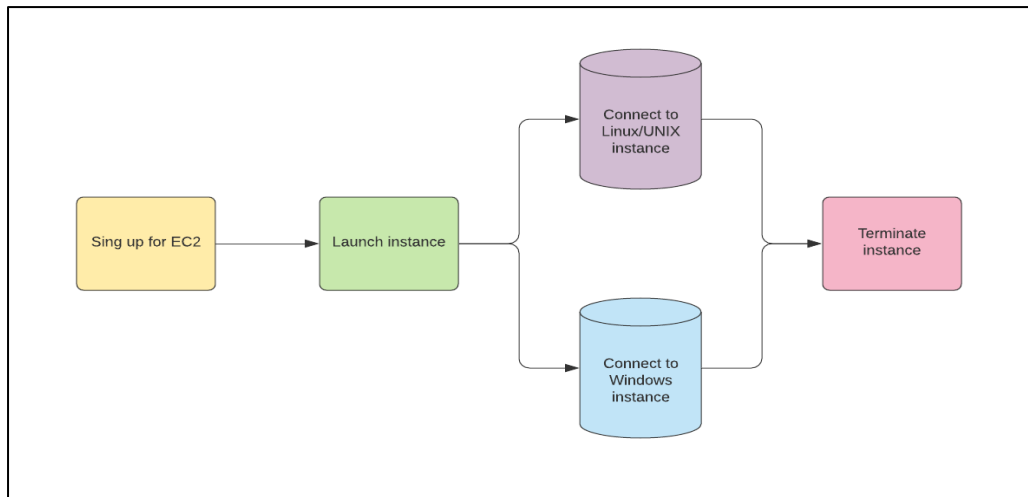 Sing up for EC2
Launch instance
Connect to
Linux/UNIX
instance
Connect to
Windows
instance
Terminate
instance